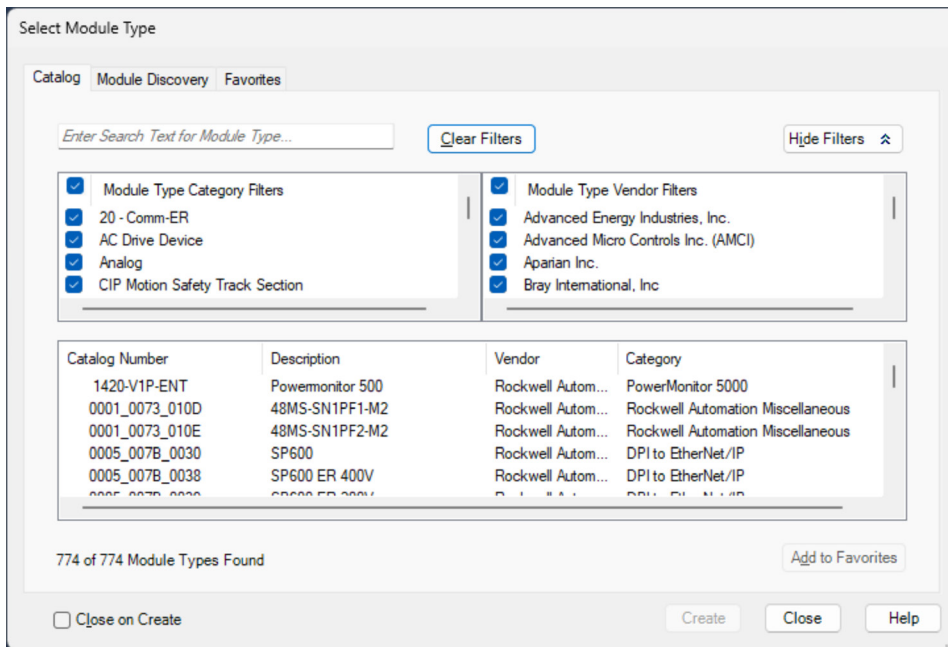 Select Module Type
Catalog Module Discovery Favorites
Enter Search Text for Module Type...
Clear Filters
Hide Filters
Module Type Category Filters
20 - Comm-ER
AC Drive Device
Analog
CIP Motion Safety Track Section
Module Type Vendor Filters
Advanced Energy Industries, Inc.
Advanced Micro Controls Inc. (AMCI)
Aparian Inc.
Bray International, Inc
Catalog Number Description Vendor Category
1420-V1P-ENT Powermonitor 500 Rockwell Autom... PowerMonitor 5000
0001_0073_010D 48MS-SN1PF1-M2 Rockwell Autom... Rockwell Automation Miscellaneous
0001_0073_010E 48MS-SN1PF2-M2 Rockwell Autom... Rockwell Automation Miscellaneous
0005_007B_0030 SP600 Rockwell Autom... DPI to EtherNet/IP
0005_007B_0038 SP600 ER 400V Rockwell Autom... DPI to EtherNet/IP
774 of 774 Module Types Found
Add to Favorites
Close on Create
Create Close Help